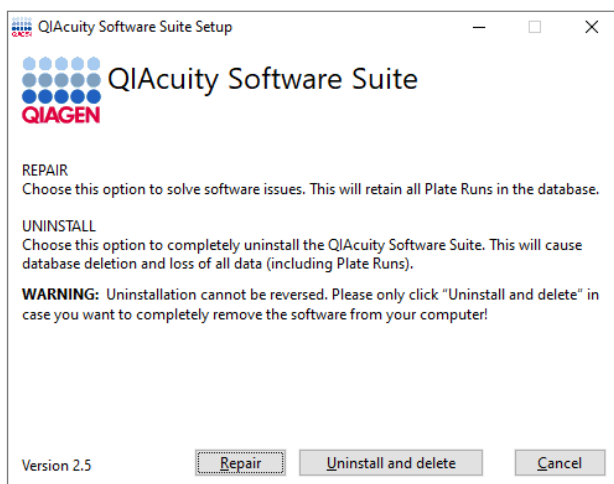 QIAcuity Software Suite Setup
QIAcuity Software Suite
QIAGEN
REPAIR
Choose this option to solve software issues. This will retain all Plate Runs in the database.
UNINSTALL
Choose this option to completely uninstall the QIAcuity Software Suite. This will cause
database deletion and loss of all data (including Plate Runs).
WARNING: Uninstallation cannot be reversed. Please only click “Uninstall and delete” in
case you want to completely remove the software from your computer!
Version 2.5 Repair Uninstall and delete Cancel